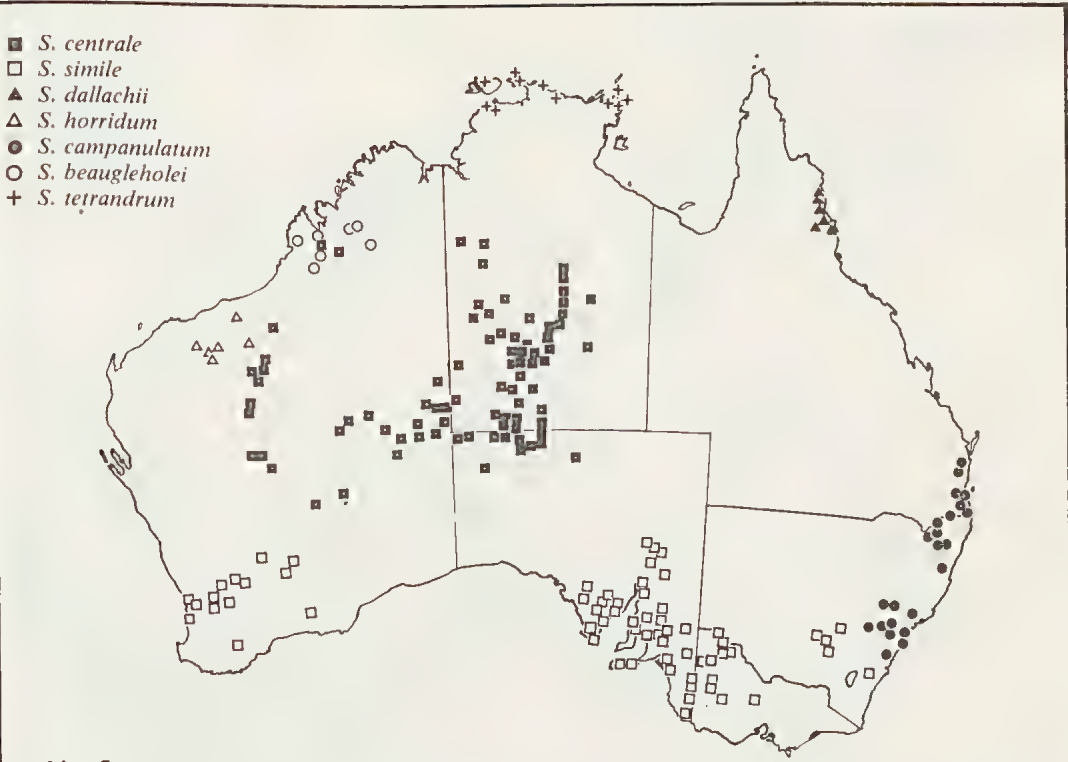 S. centrale
S. simile
S. dallachii
S. horridum
S. campanulatum
S. beaugleholei
S. tetrandrum